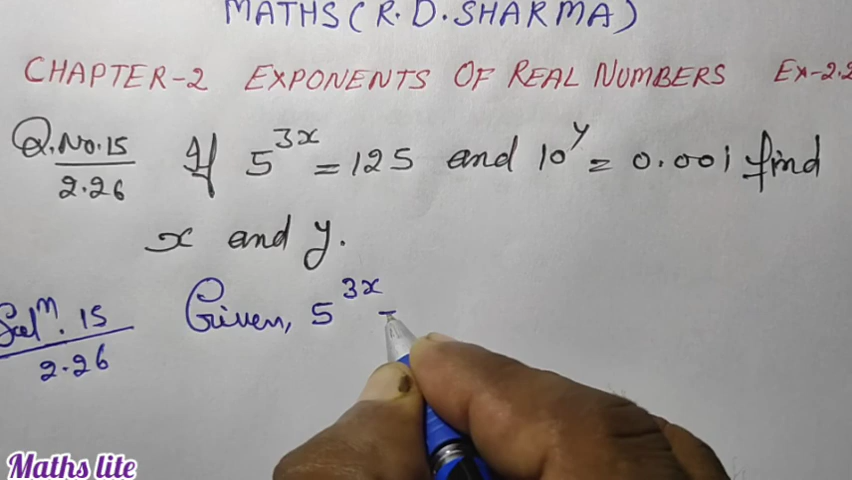 MATHS (R.D. SHARMA)
CHAPTER-2 EXPONENTS OF REAL NUMBERS Ex-2.2
Q.No.15 If 5^3x = 125 and 10^y = 0.001 find
2.26
x and y.
Solⁿ. 15 Given, 5^3x -
2.26
Maths lite